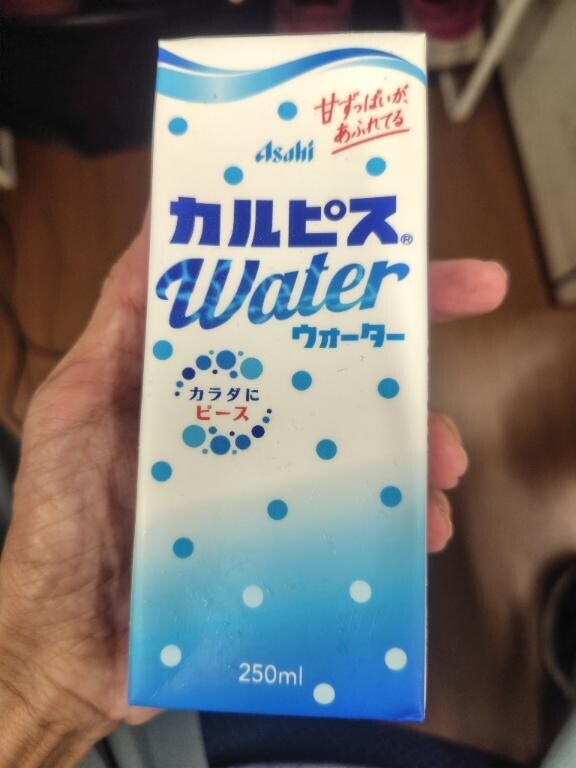 甘ずっぱいが、
あふれてる
Asahi
カルピス®
Water
ウォーター
カラダに
ピース
250ml